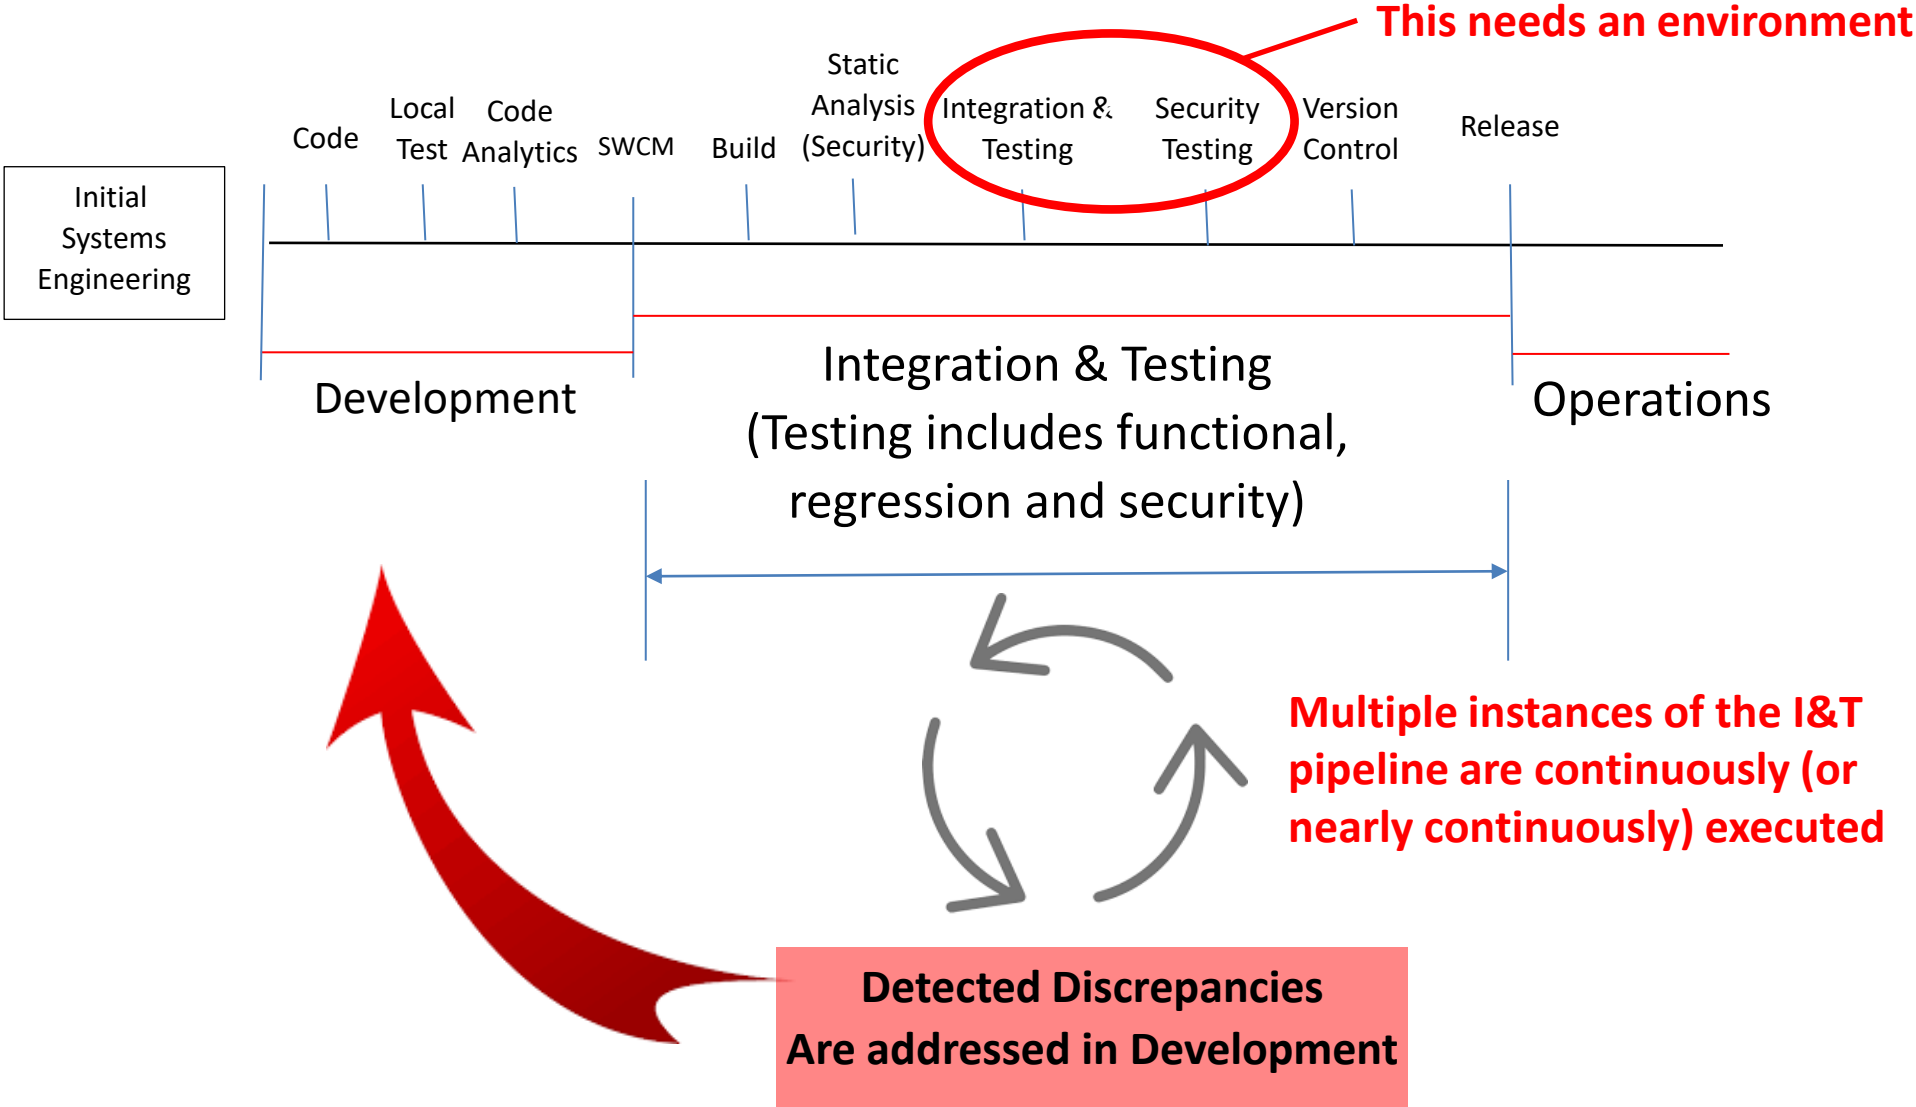 This needs an environment
Static
Analysis
(Security)
Integration &
Testing
Security
Testing
Version
Control
Release
Code
Local
Test
Code
Analytics
SWCM
Build
Initial
Systems
Engineering
Development
Integration & Testing
(Testing includes functional,
regression and security)
Operations
Multiple instances of the I&T
pipeline are continuously (or
nearly continuously) executed
Detected Discrepancies
Are addressed in Development